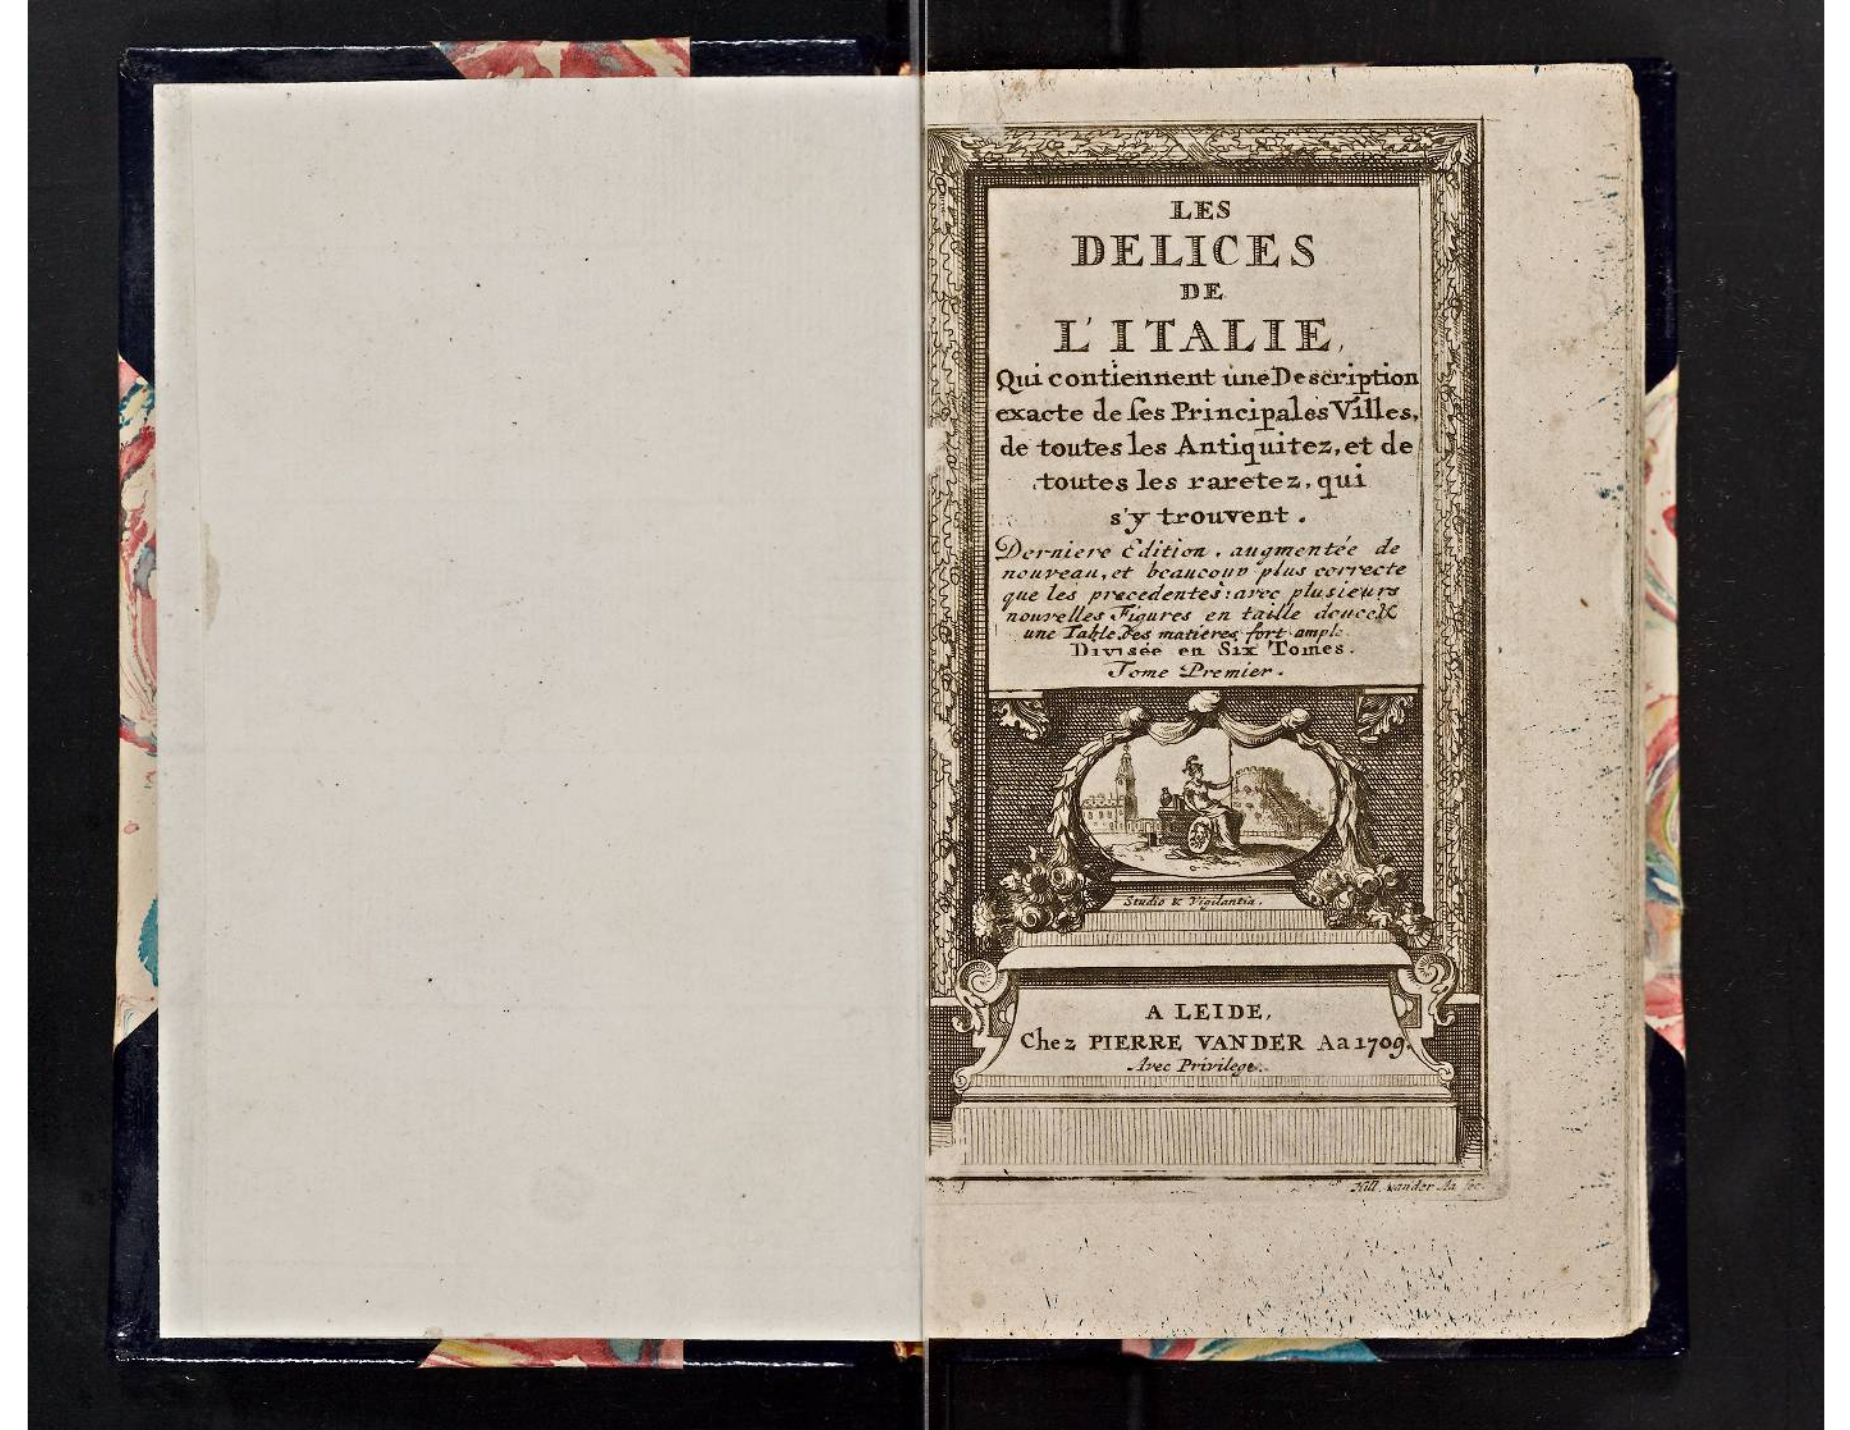 LES
DELICES
DE
L'ITALIE,
Qui contiennent une Description
exacte de ſes Principales Villes,
de toutes les Antiquitez, et de
toutes les raretez, qui
s'y trouvent.
Derniere Edition, augmentée de
nouveau, et beaucoup plus correcte
que les precedentes: avec plusieurs
nouvelles Figures en taille douce &
une Table des matieres fort ample.
Divisée en Six Tomes.
Tome Premier.
Studio & Vigilantia.
A LEIDE,
Chez PIERRE VANDER Aa 1709.
Avec Privilege.
Hill. vander Aa fec.